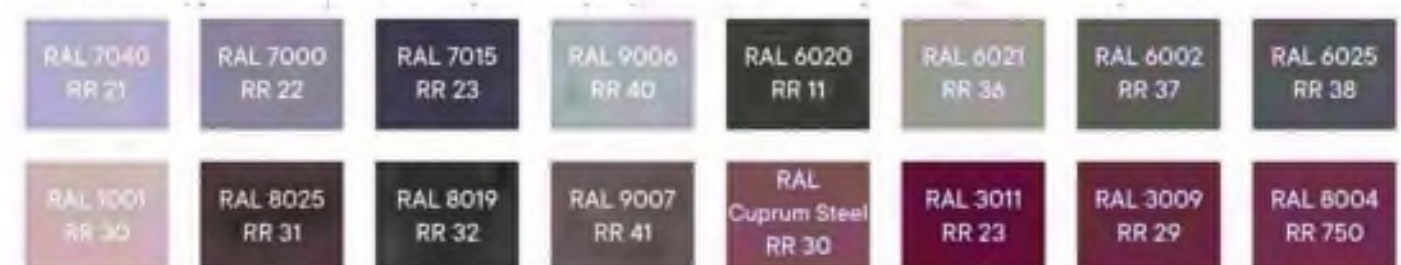 RAL 7040
RR 21
RAL 7000
RR 22
RAL 7015
RR 23
RAL 9006
RR 40
RAL 6020
RR 11
RAL 6021
RR 36
RAL 6002
RR 37
RAL 6025
RR 38
RAL 1001
RR 30
RAL 8025
RR 31
RAL 8019
RR 32
RAL 9007
RR 41
RAL
Cuprum Steel
RR 30
RAL 3011
RR 23
RAL 3009
RR 29
RAL 8004
RR 750